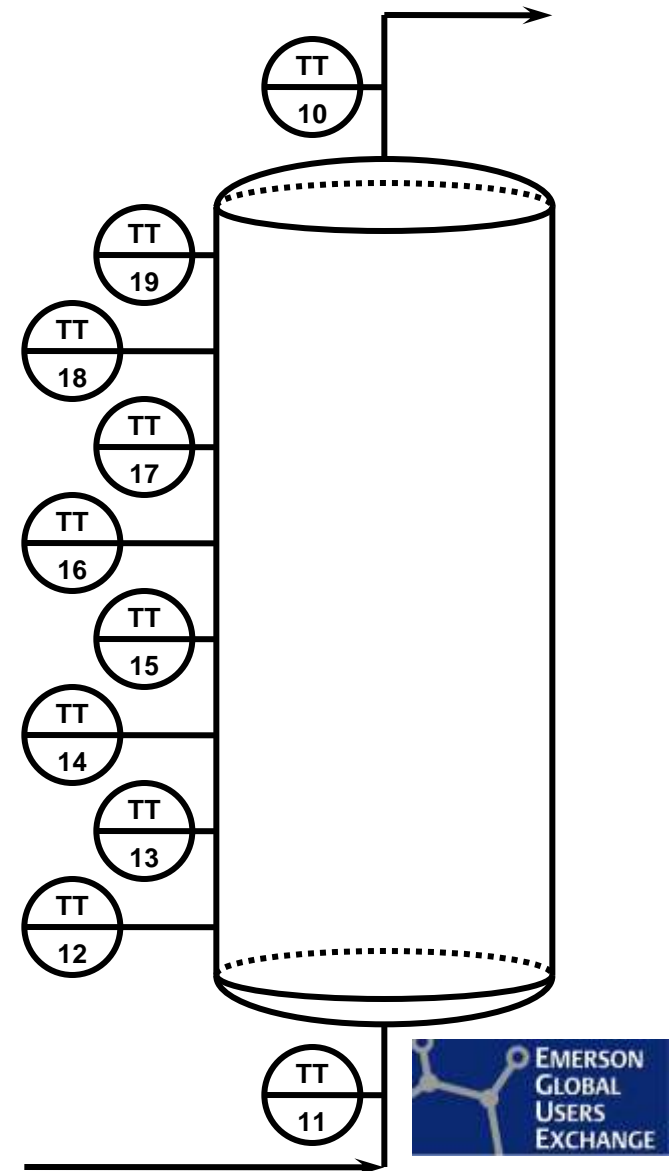 TT
10
TT
19
TT
18
TT
17
TT
16
TT
15
TT
14
TT
13
TT
12
TT
11
EMERSON
GLOBAL
USERS
EXCHANGE